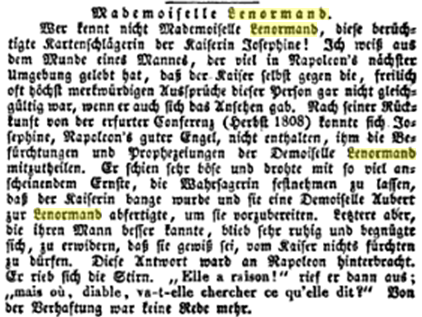 Mademoiselle Lenormand.
Wer kennt nicht Mademoiselle Lenormand, diese berüch-
tigte Kartenschlägerin der Kaiserin Josephine! Ich weiß aus
dem Munde eines Mannes, der viel in Napoleon's nächster
Umgebung gelebt hat, daß der Kaiser selbst gegen die, freilich
oft höchst merkwürdigen Aussprüche dieser Person gar nicht gleich-
gültig war, wenn er auch sich das Ansehen gab. Nach seiner Rück-
kunft von der erfurter Conferenz (Herbst 1808) konnte sich Jo-
sephine, Napoleon's guter Engel, nicht enthalten, ihm die Be-
fürchtungen und Prophezeiungen der Demoiselle Lenormand
mitzutheilen. Er schien sehr böse und drohte mit so viel an-
scheinendem Ernste, die Wahrsagerin festnehmen zu lassen,
daß der Kaiserin bange wurde und sie eine Demoiselle Aubert
zur Lenormand abfertigte, um sie vorzubereiten. Letztere aber,
die ihren Mann besser kannte, blieb sehr ruhig und begnügte
sich, zu erwidern, daß sie gewiß sei, vom Kaiser nichts fürchten
zu dürfen. Diese Antwort ward an Napoleon hinterbracht.
Er rieb sich die Stirn. „Elle a raison!“ rief er dann aus;
„mais où, diable, va-t-elle chercher ce qu'elle dit?“ Von
der Verhaftung war keine Rede mehr.